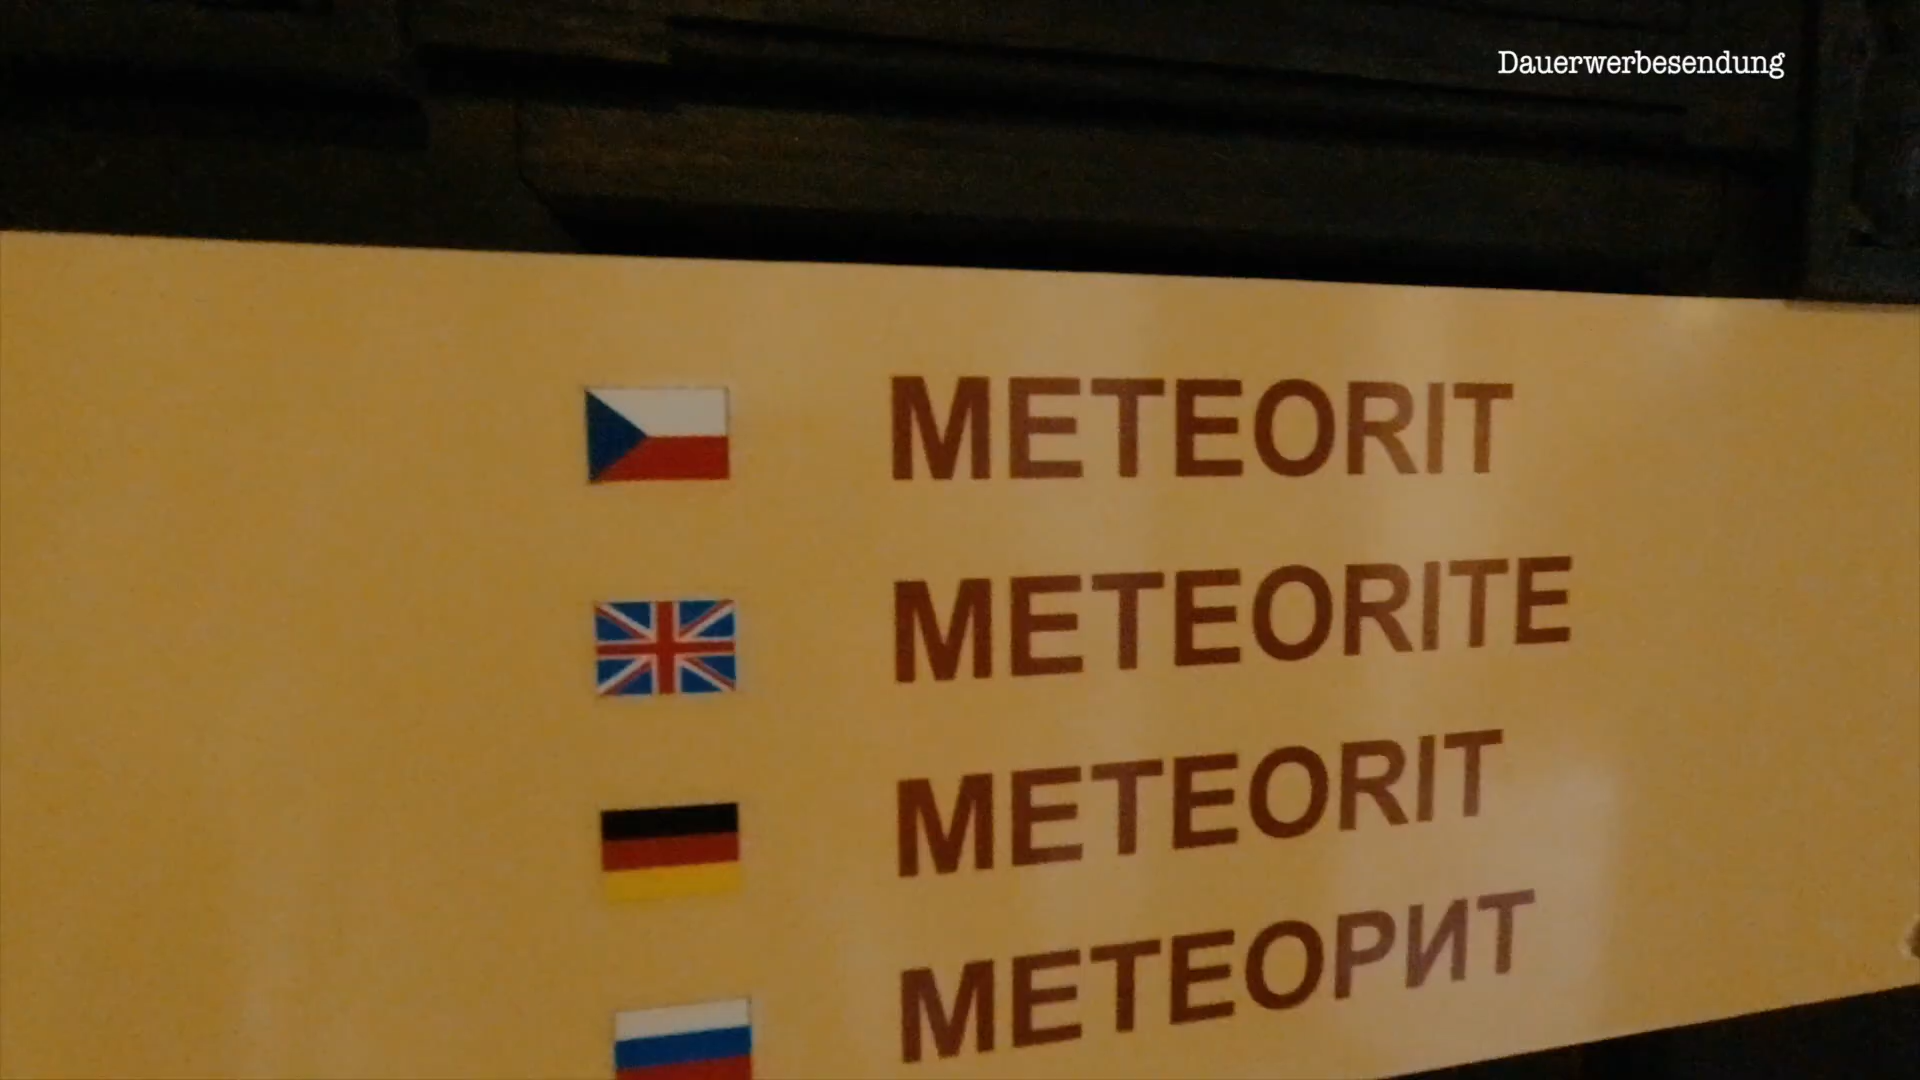 Dauerwerbesendung
METEORIT
METEORITE
METEORIT
МЕТЕОРИТ